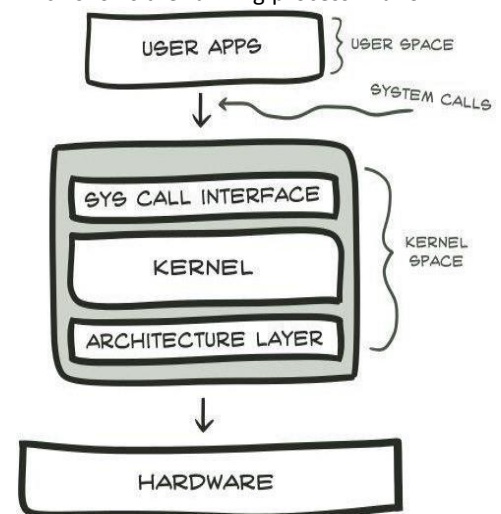 USER APPS
USER SPACE
SYSTEM CALLS
SYS CALL INTERFACE
KERNEL
ARCHITECTURE LAYER
KERNEL
SPACE
HARDWARE